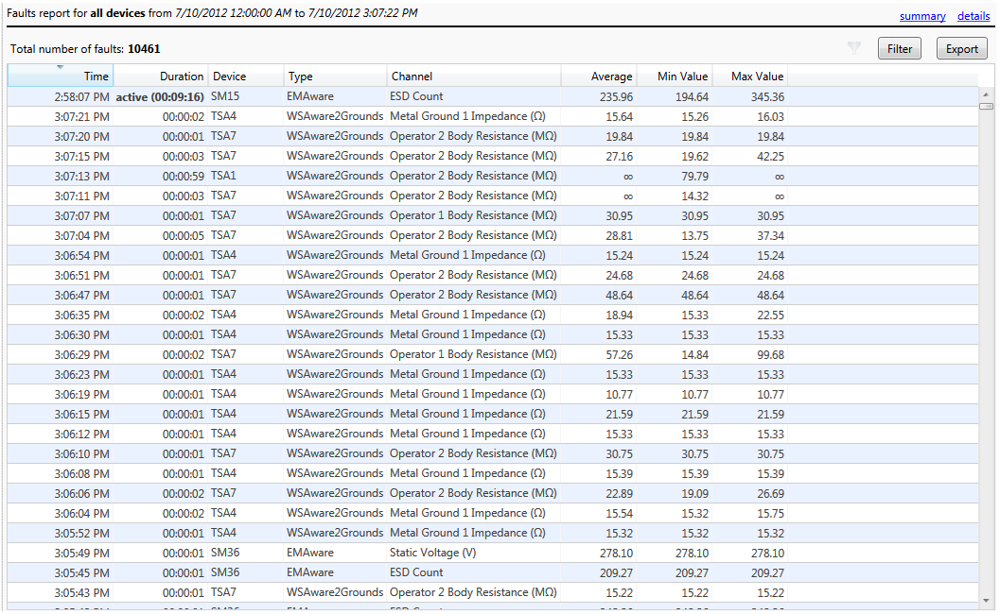 Faults report for all devices from 7/10/2012 12:00:00 AM to 7/10/2012 3:07:22 PM
summary details
Total number of faults: 10461
Filter Export
Time Duration Device Type Channel Average Min Value Max Value
2:58:07 PM active (00:09:16) SM15 EMAware ESD Count 235.96 194.64 345.36
3:07:21 PM 00:00:02 TSA4 WSAware2Grounds Metal Ground 1 Impedance (Ω) 15.64 15.26 16.03
3:07:20 PM 00:00:01 TSA7 WSAware2Grounds Operator 2 Body Resistance (MΩ) 19.84 19.84 19.84
3:07:15 PM 00:00:03 TSA7 WSAware2Grounds Operator 2 Body Resistance (MΩ) 27.16 19.62 42.25
3:07:13 PM 00:00:59 TSA1 WSAware2Grounds Operator 2 Body Resistance (MΩ) ∞ 79.79 ∞
3:07:11 PM 00:00:03 TSA7 WSAware2Grounds Operator 2 Body Resistance (MΩ) ∞ 14.32 ∞
3:07:07 PM 00:00:01 TSA7 WSAware2Grounds Operator 1 Body Resistance (MΩ) 30.95 30.95 30.95
3:07:04 PM 00:00:05 TSA7 WSAware2Grounds Operator 2 Body Resistance (MΩ) 28.81 13.75 37.34
3:06:54 PM 00:00:01 TSA4 WSAware2Grounds Metal Ground 1 Impedance (Ω) 15.24 15.24 15.24
3:06:51 PM 00:00:01 TSA7 WSAware2Grounds Operator 2 Body Resistance (MΩ) 24.68 24.68 24.68
3:06:47 PM 00:00:01 TSA7 WSAware2Grounds Operator 2 Body Resistance (MΩ) 48.64 48.64 48.64
3:06:35 PM 00:00:02 TSA4 WSAware2Grounds Metal Ground 1 Impedance (Ω) 18.94 15.33 22.55
3:06:30 PM 00:00:01 TSA4 WSAware2Grounds Metal Ground 1 Impedance (Ω) 15.33 15.33 15.33
3:06:29 PM 00:00:02 TSA7 WSAware2Grounds Operator 1 Body Resistance (MΩ) 57.26 14.84 99.68
3:06:23 PM 00:00:01 TSA4 WSAware2Grounds Metal Ground 1 Impedance (Ω) 15.33 15.33 15.33
3:06:19 PM 00:00:01 TSA4 WSAware2Grounds Metal Ground 1 Impedance (Ω) 10.77 10.77 10.77
3:06:15 PM 00:00:01 TSA4 WSAware2Grounds Metal Ground 1 Impedance (Ω) 21.59 21.59 21.59
3:06:12 PM 00:00:01 TSA4 WSAware2Grounds Metal Ground 1 Impedance (Ω) 15.33 15.33 15.33
3:06:10 PM 00:00:01 TSA7 WSAware2Grounds Operator 2 Body Resistance (MΩ) 30.75 30.75 30.75
3:06:08 PM 00:00:01 TSA4 WSAware2Grounds Metal Ground 1 Impedance (Ω) 15.39 15.39 15.39
3:06:06 PM 00:00:02 TSA7 WSAware2Grounds Operator 2 Body Resistance (MΩ) 22.89 19.09 26.69
3:06:04 PM 00:00:02 TSA4 WSAware2Grounds Metal Ground 1 Impedance (Ω) 15.54 15.32 15.75
3:05:52 PM 00:00:01 TSA4 WSAware2Grounds Metal Ground 1 Impedance (Ω) 15.32 15.32 15.32
3:05:49 PM 00:00:01 SM36 EMAware Static Voltage (V) 278.10 278.10 278.10
3:05:45 PM 00:00:01 SM36 EMAware ESD Count 209.27 209.27 209.27
3:05:43 PM 00:00:01 TSA7 WSAware2Grounds Operator 2 Body Resistance (MΩ) 15.22 15.22 15.22